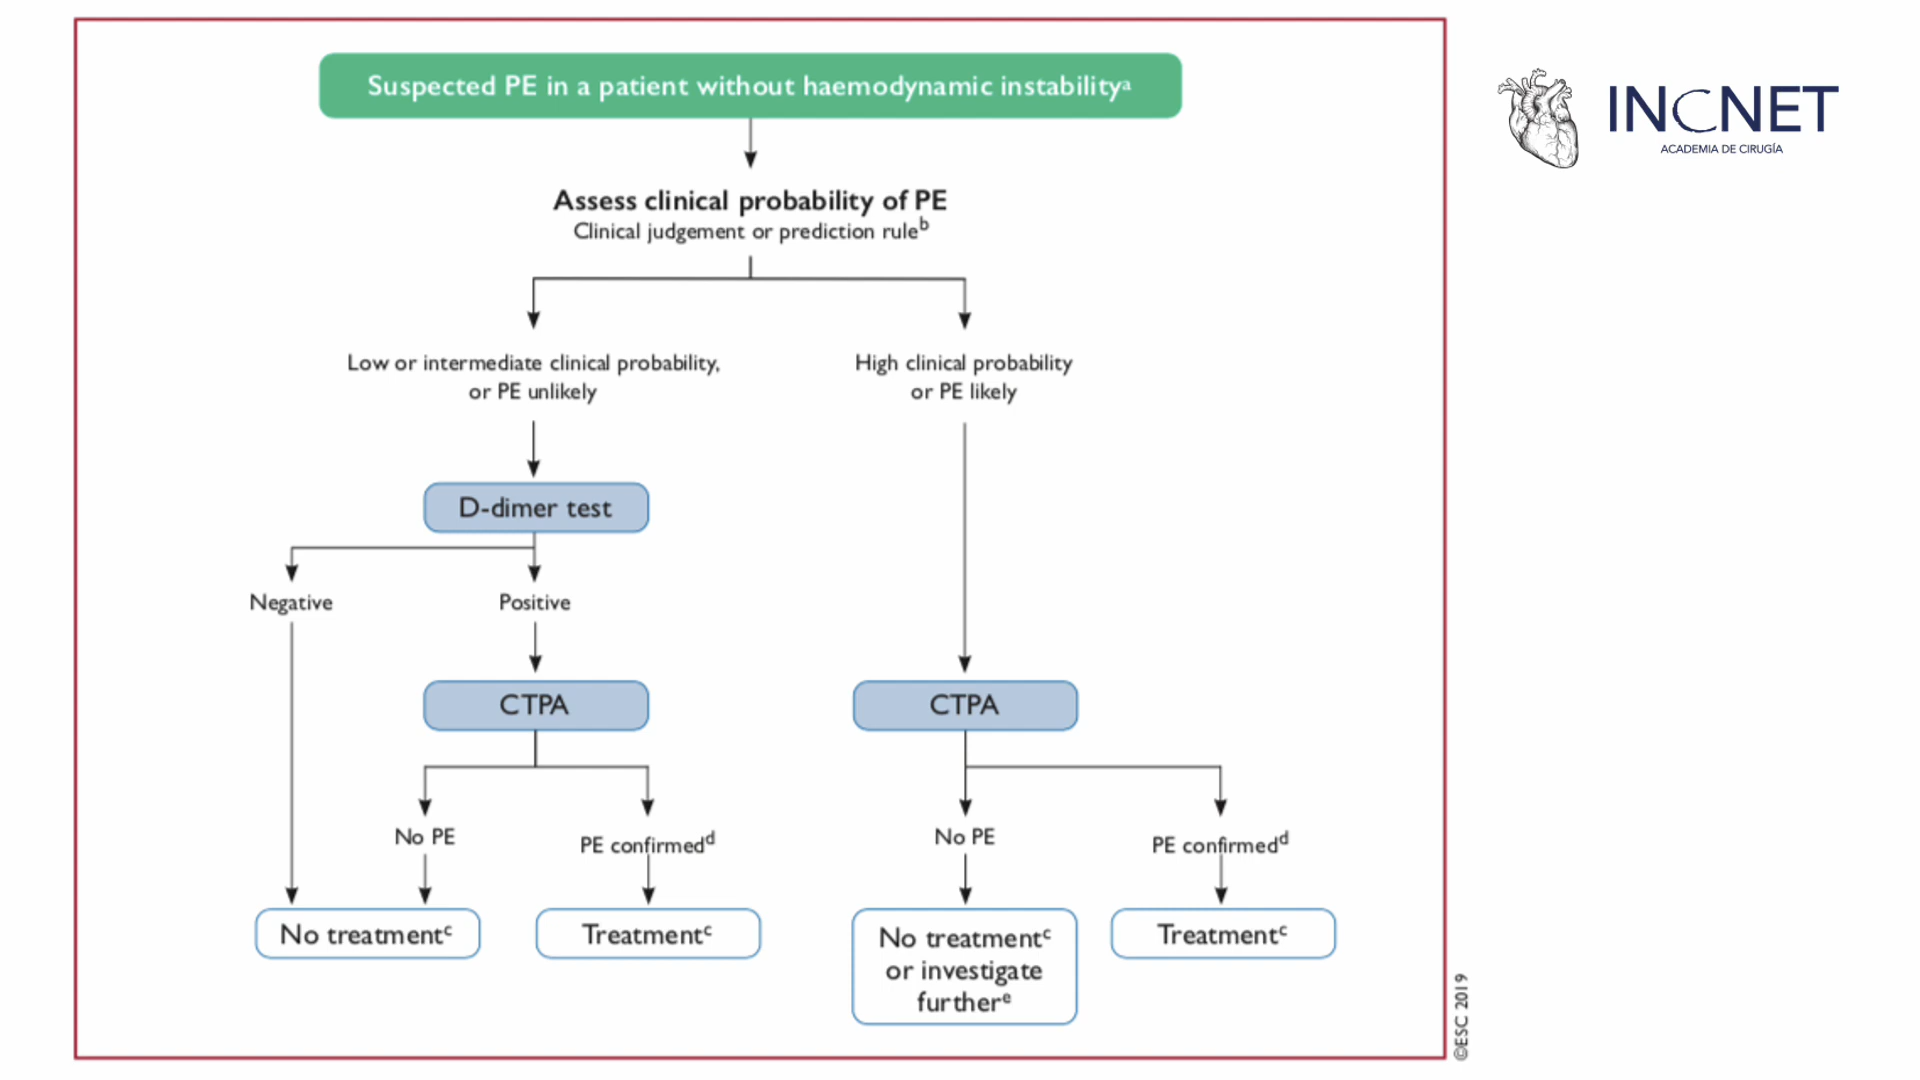 Suspected PE in a patient without haemodynamic instabilityᵃ
INCNET
ACADEMIA DE CIRUGÍA
Assess clinical probability of PE
Clinical judgement or prediction ruleᵇ
Low or intermediate clinical probability,
or PE unlikely
High clinical probability
or PE likely
D-dimer test
Negative
Positive
CTPA
CTPA
No PE
PE confirmedᵈ
No PE
PE confirmedᵈ
No treatmentᶜ
Treatmentᶜ
No treatmentᶜ
or investigate
furtherᵉ
Treatmentᶜ
©ESC 2019